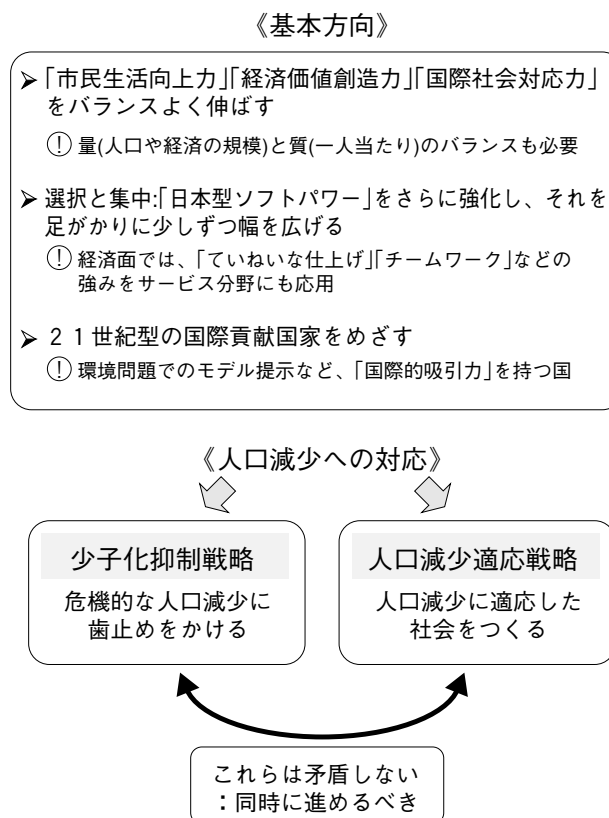 《基本方向》
➢「市民生活向上力」「経済価値創造力」「国際社会対応力」
をバランスよく伸ばす
! 量(人口や経済の規模)と質(一人当たり)のバランスも必要
➢ 選択と集中:「日本型ソフトパワー」をさらに強化し、それを
足がかりに少しずつ幅を広げる
! 経済面では、「ていねいな仕上げ」「チームワーク」などの
強みをサービス分野にも応用
➢ 21世紀型の国際貢献国家をめざす
! 環境問題でのモデル提示など、「国際的吸引力」を持つ国
《人口減少への対応》
少子化抑制戦略
危機的な人口減少に
歯止めをかける
人口減少適応戦略
人口減少に適応した
社会をつくる
これらは矛盾しない
:同時に進めるべき